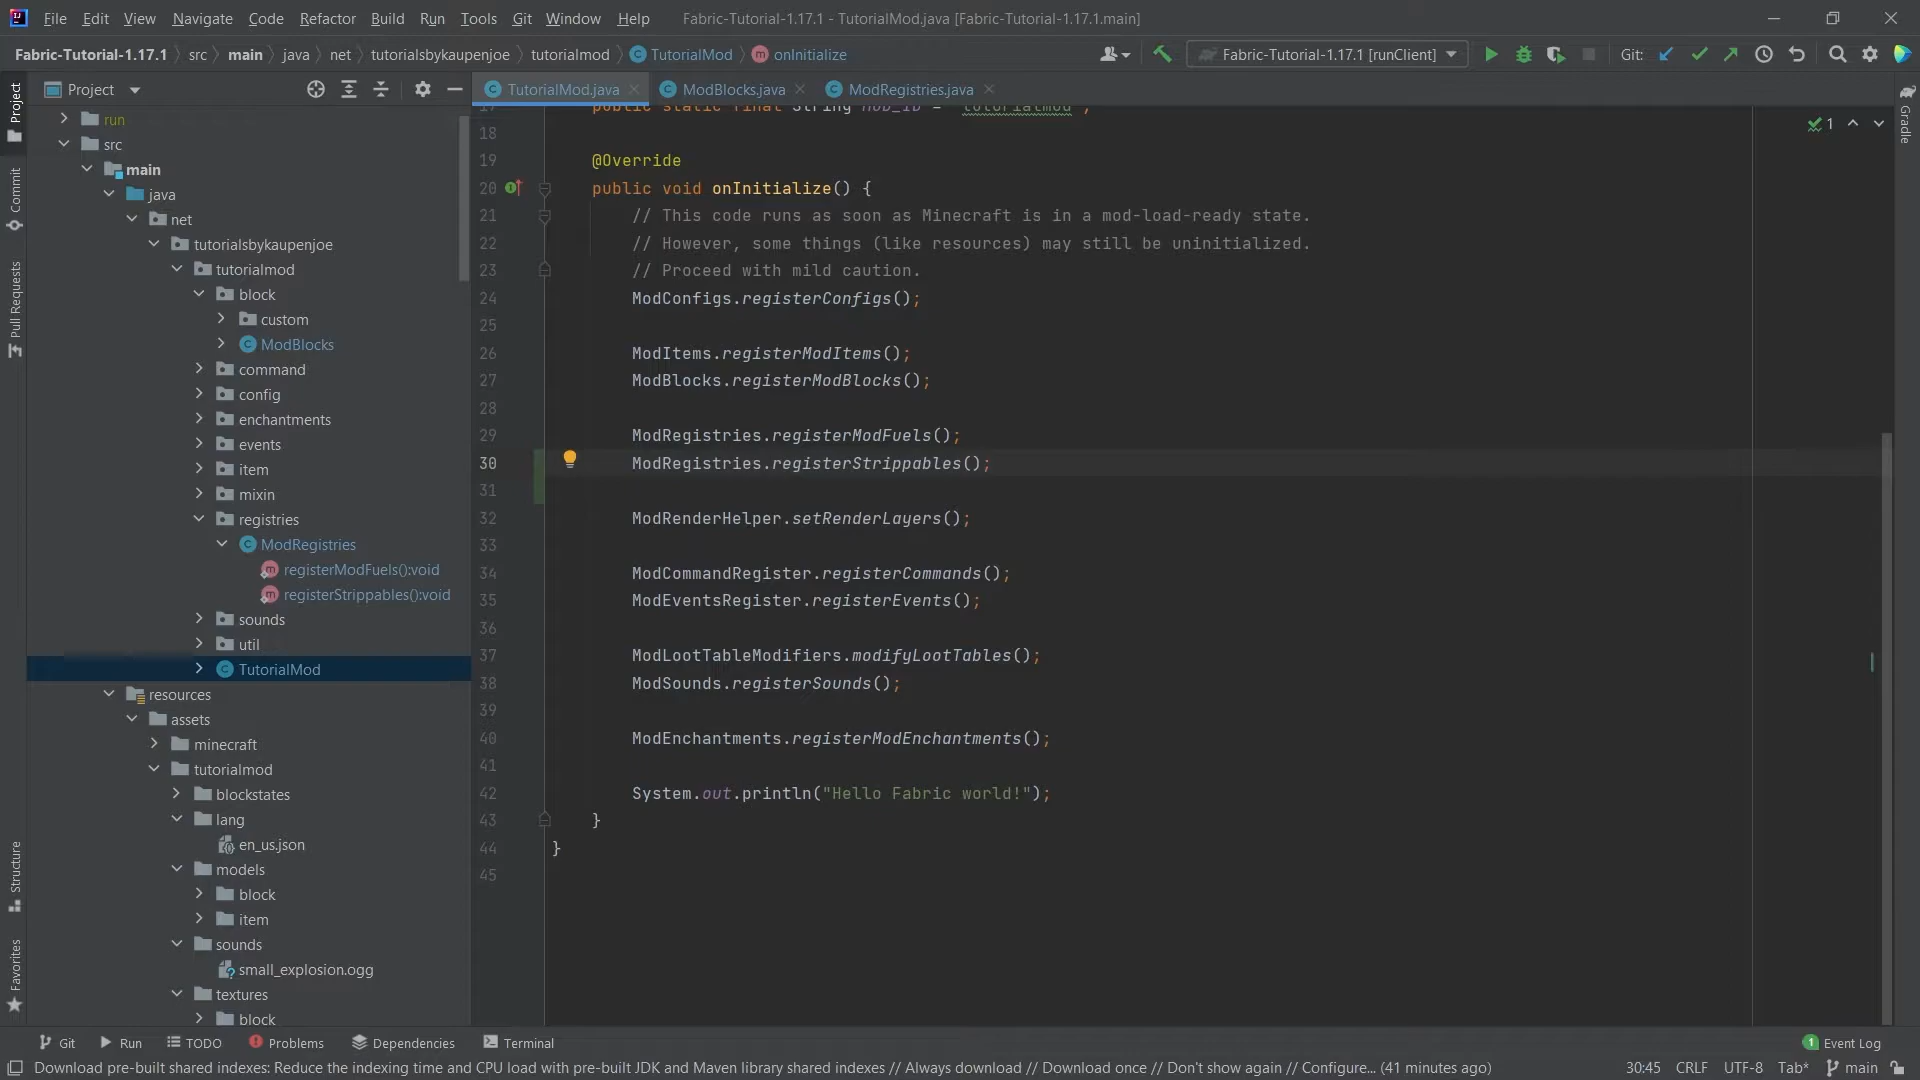 File Edit View Navigate Code Refactor Build Run Tools Git Window Help Fabric-Tutorial-1.17.1 - TutorialMod.java [Fabric-Tutorial-1.17.1.main]
Fabric-Tutorial-1.17.1 src main java net tutorialsbykaupenjoe tutorialmod TutorialMod onInitialize Fabric-Tutorial-1.17.1 [runClient] Git:
Project TutorialMod.java ModBlocks.java ModRegistries.java
Project
Commit
Pull Requests
Structure
Favorites
Gradle
run
src
main
java
net
tutorialsbykaupenjoe
tutorialmod
block
custom
ModBlocks
command
config
enchantments
events
item
mixin
registries
ModRegistries
registerModFuels():void
registerStrippables():void
sounds
util
TutorialMod
resources
assets
minecraft
tutorialmod
blockstates
lang
en_us.json
models
block
item
sounds
small_explosion.ogg
textures
block
17 public static final String MOD_ID = "tutorialmod";
18
19 @Override
20 public void onInitialize() {
21 // This code runs as soon as Minecraft is in a mod-load-ready state.
22 // However, some things (like resources) may still be uninitialized.
23 // Proceed with mild caution.
24 ModConfigs.registerConfigs();
25
26 ModItems.registerModItems();
27 ModBlocks.registerModBlocks();
28
29 ModRegistries.registerModFuels();
30 ModRegistries.registerStrippables();
31
32 ModRenderHelper.setRenderLayers();
33
34 ModCommandRegister.registerCommands();
35 ModEventsRegister.registerEvents();
36
37 ModLootTableModifiers.modifyLootTables();
38 ModSounds.registerSounds();
39
40 ModEnchantments.registerModEnchantments();
41
42 System.out.println("Hello Fabric world!");
43 }
44 }
45
1
Git Run TODO Problems Dependencies Terminal 1 Event Log
Download pre-built shared indexes: Reduce the indexing time and CPU load with pre-built JDK and Maven library shared indexes // Always download // Download once // Don't show again // Configure... (41 minutes ago) 30:45 CRLF UTF-8 Tab* main